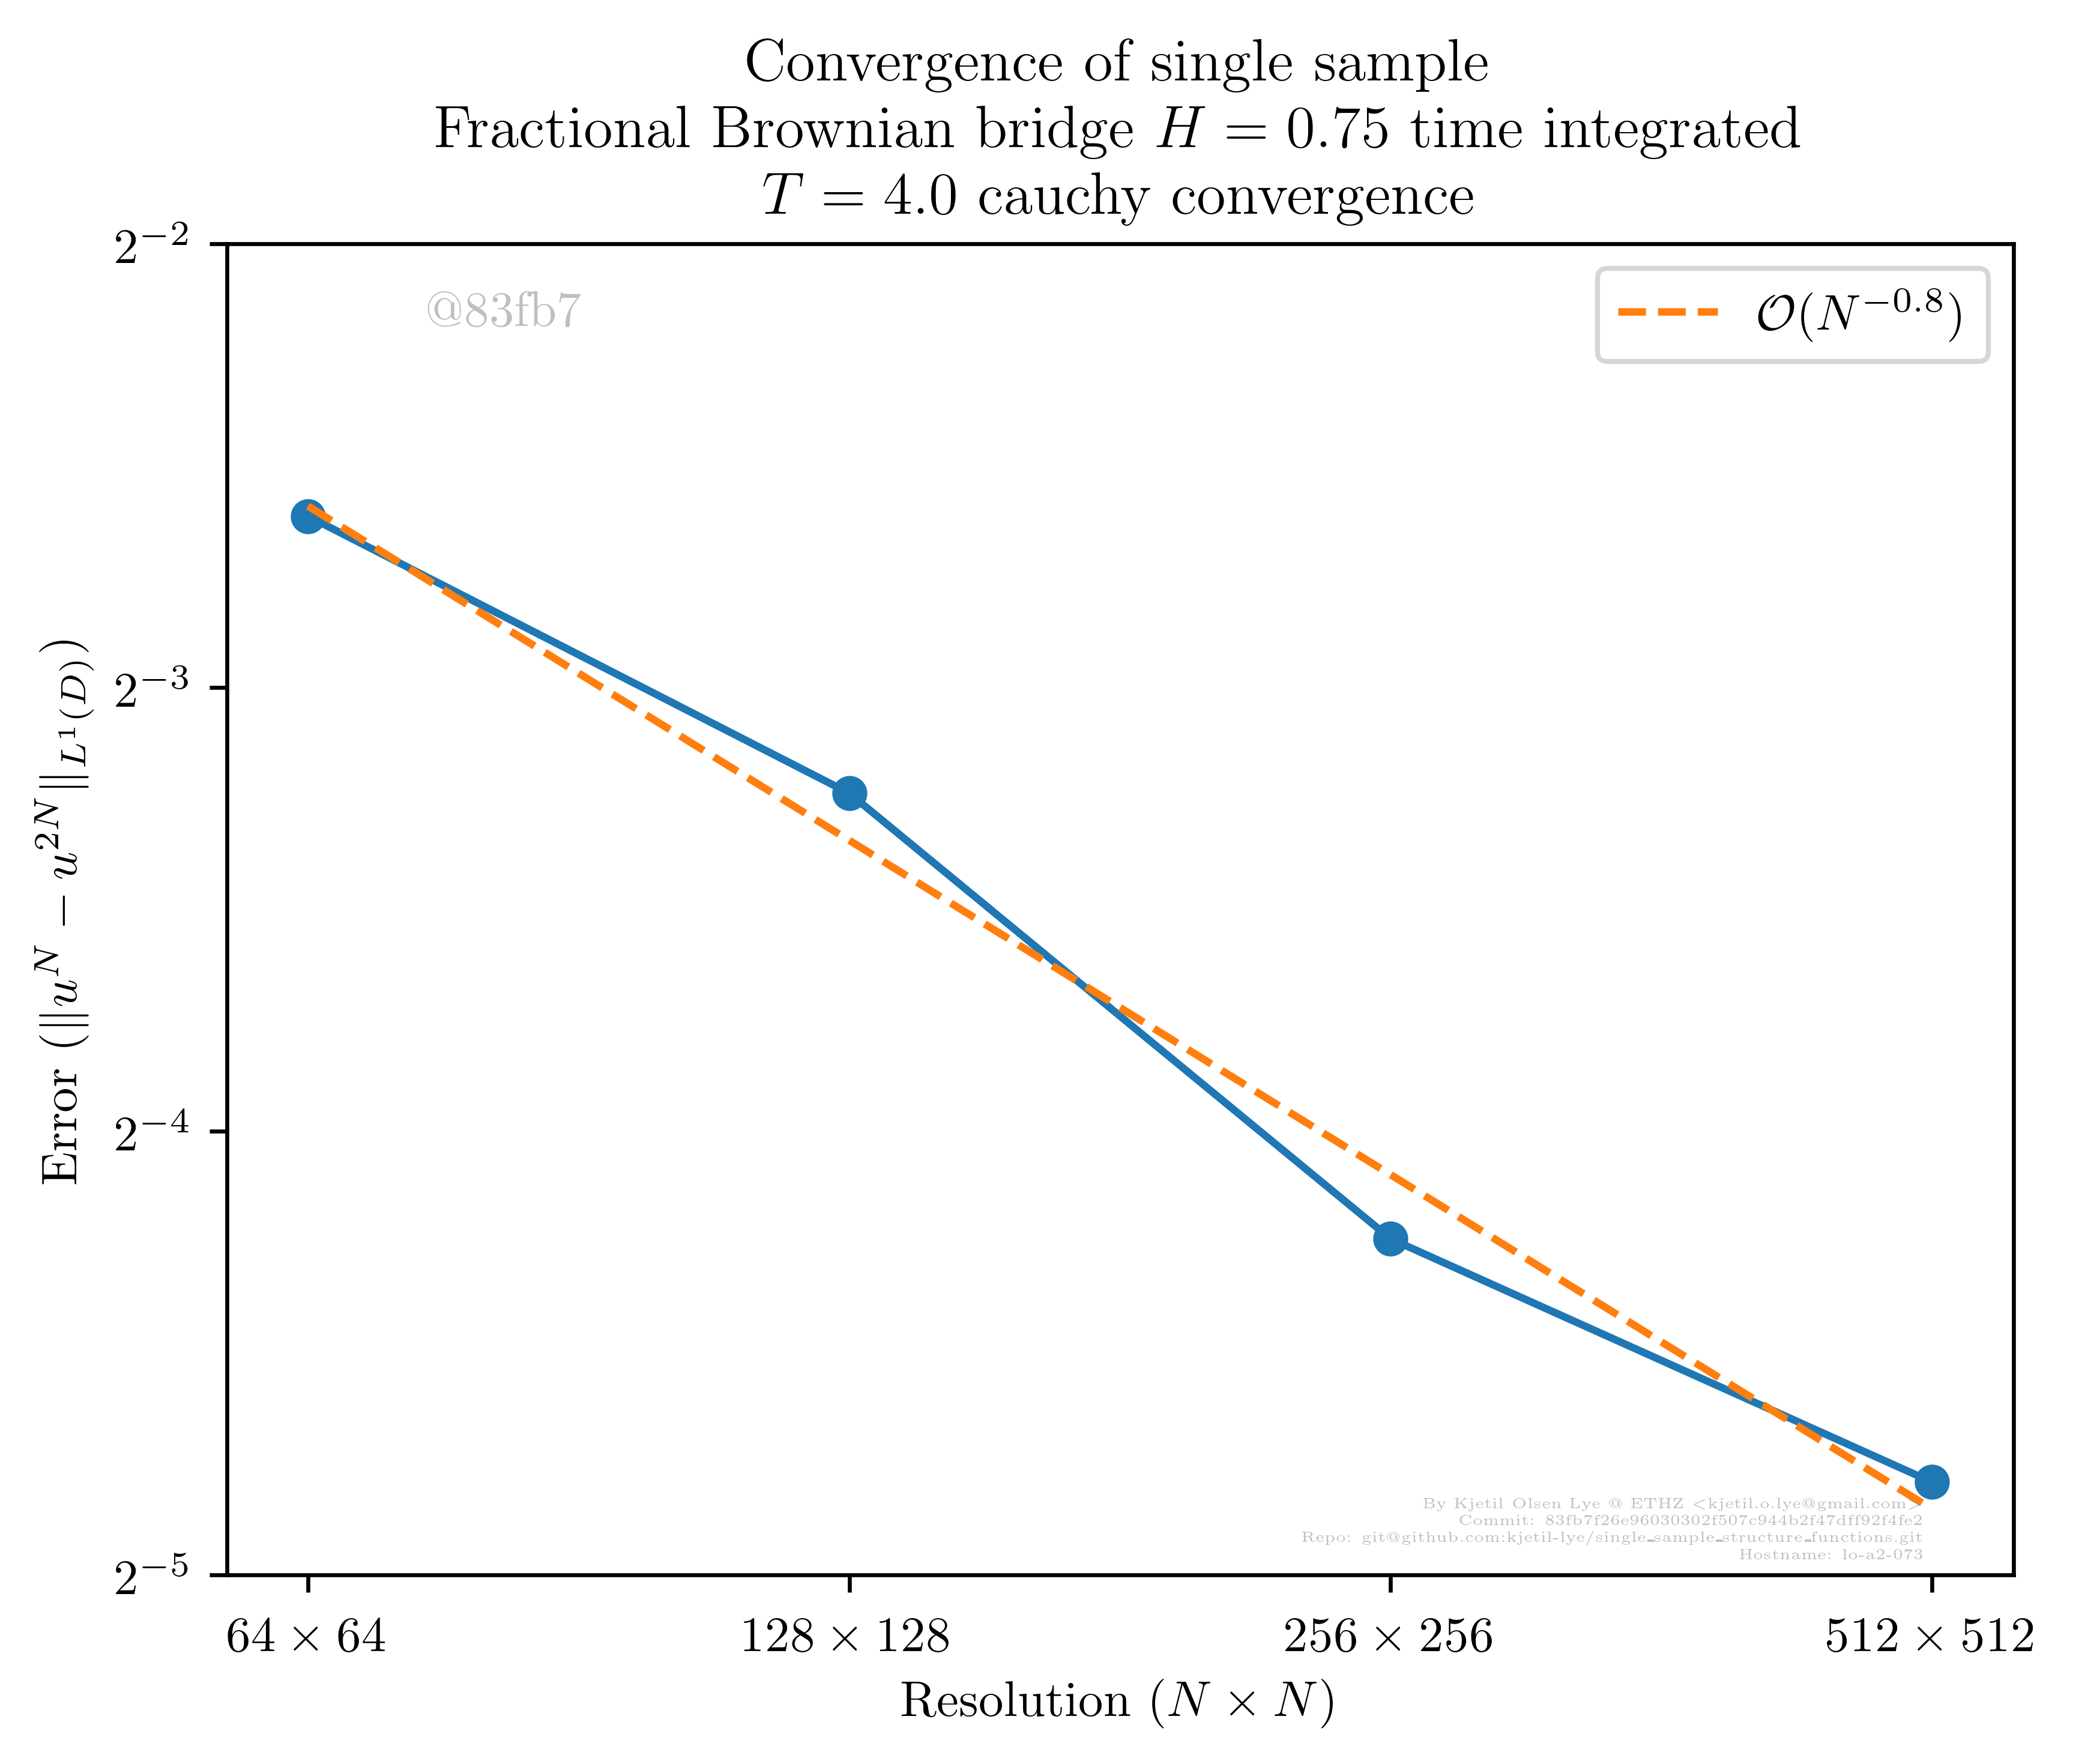 Convergence of single sample
Fractional Brownian bridge H = 0.75 time integrated
T = 4.0 cauchy convergence
2⁻²
@83fb7
𝒪(N⁻⁰·⁸)
2⁻³
Error (||uᴺ − u²ᴺ||_{L¹(D)})
2⁻⁴
By Kjetil Olsen Lye @ ETHZ <kjetil.o.lye@gmail.com>
Commit: 83fb7f26e96030302f507c944b2f47dff92f4fe2
Repo: git@github.com:kjetil-lye/single_sample_structure_functions.git
Hostname: lo-a2-073
2⁻⁵
64 × 64 128 × 128 256 × 256 512 × 512
Resolution (N × N)